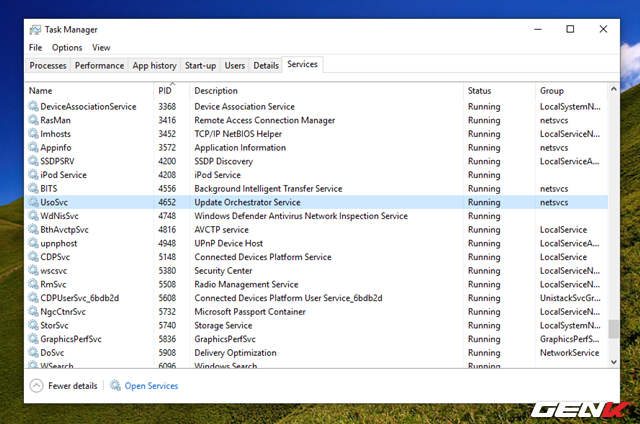 Task Manager
File Options View
Processes Performance App history Start-up Users Details Services
Name PID Description Status Group
DeviceAssociationService 3368 Device Association Service Running LocalSystemN...
RasMan 3416 Remote Access Connection Manager Running netsvcs
lmhosts 3452 TCP/IP NetBIOS Helper Running LocalServiceN...
Appinfo 3572 Application Information Running netsvcs
SSDPSRV 4200 SSDP Discovery Running LocalServiceA...
iPod Service 4208 iPod Service Running
BITS 4556 Background Intelligent Transfer Service Running netsvcs
UsoSvc 4652 Update Orchestrator Service Running netsvcs
WdNisSvc 4748 Windows Defender Antivirus Network Inspection Service Running
BthAvctpSvc 4816 AVCTP service Running LocalService
upnphost 4948 UPnP Device Host Running LocalServiceA...
CDPSvc 5148 Connected Devices Platform Service Running LocalService
wscsvc 5380 Security Center Running LocalServiceN...
RmSvc 5508 Radio Management Service Running LocalServiceN...
CDPUserSvc_6bdb2d 5608 Connected Devices Platform User Service_6bdb2d Running UnistackSvcGr...
NgcCtnrSvc 5732 Microsoft Passport Container Running LocalServiceN...
StorSvc 5740 Storage Service Running LocalSystemN...
GraphicsPerfSvc 5836 GraphicsPerfSvc Running GraphicsPerfS...
DoSvc 5908 Delivery Optimization Running NetworkService
WSearch 6096 Windows Search Running
Fewer details Open Services
GENK